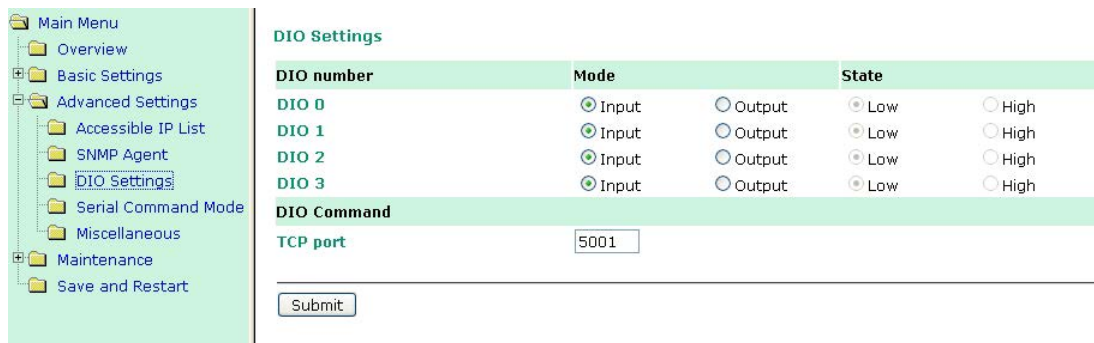 Main Menu
Overview
Basic Settings
Advanced Settings
Accessible IP List
SNMP Agent
DIO Settings
Serial Command Mode
Miscellaneous
Maintenance
Save and Restart
DIO Settings
DIO number Mode State
DIO 0 Input Output Low High
DIO 1 Input Output Low High
DIO 2 Input Output Low High
DIO 3 Input Output Low High
DIO Command
TCP port 5001
Submit